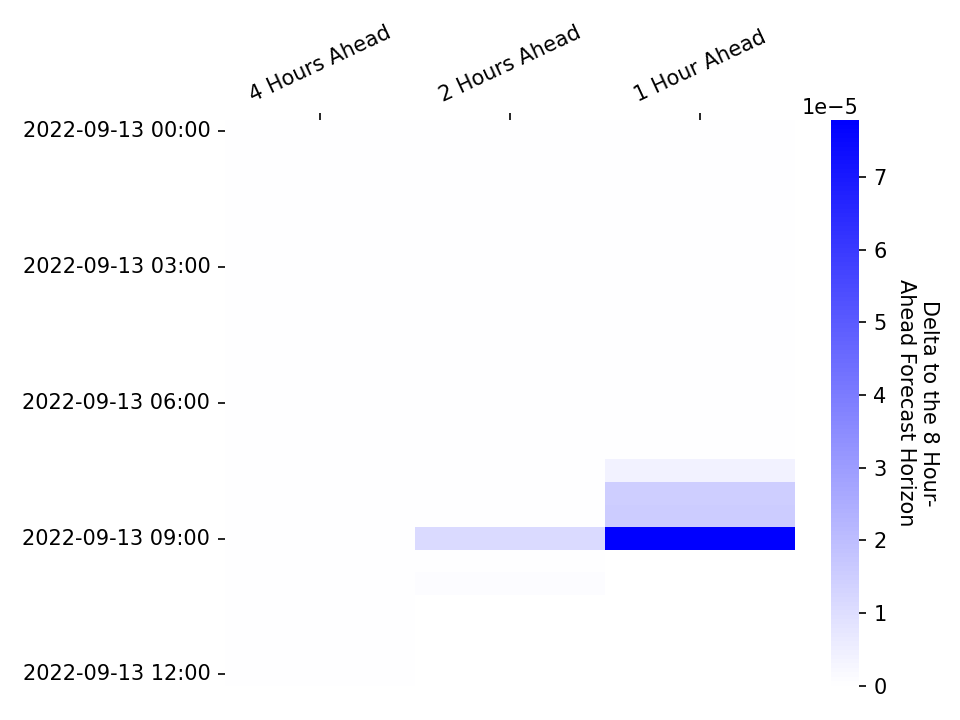 4 Hours Ahead
2 Hours Ahead
1 Hour Ahead
1e−5
2022-09-13 00:00
2022-09-13 03:00
2022-09-13 06:00
2022-09-13 09:00
2022-09-13 12:00
7
6
5
4
3
2
1
0
Delta to the 8 Hour-
Ahead Forecast Horizon